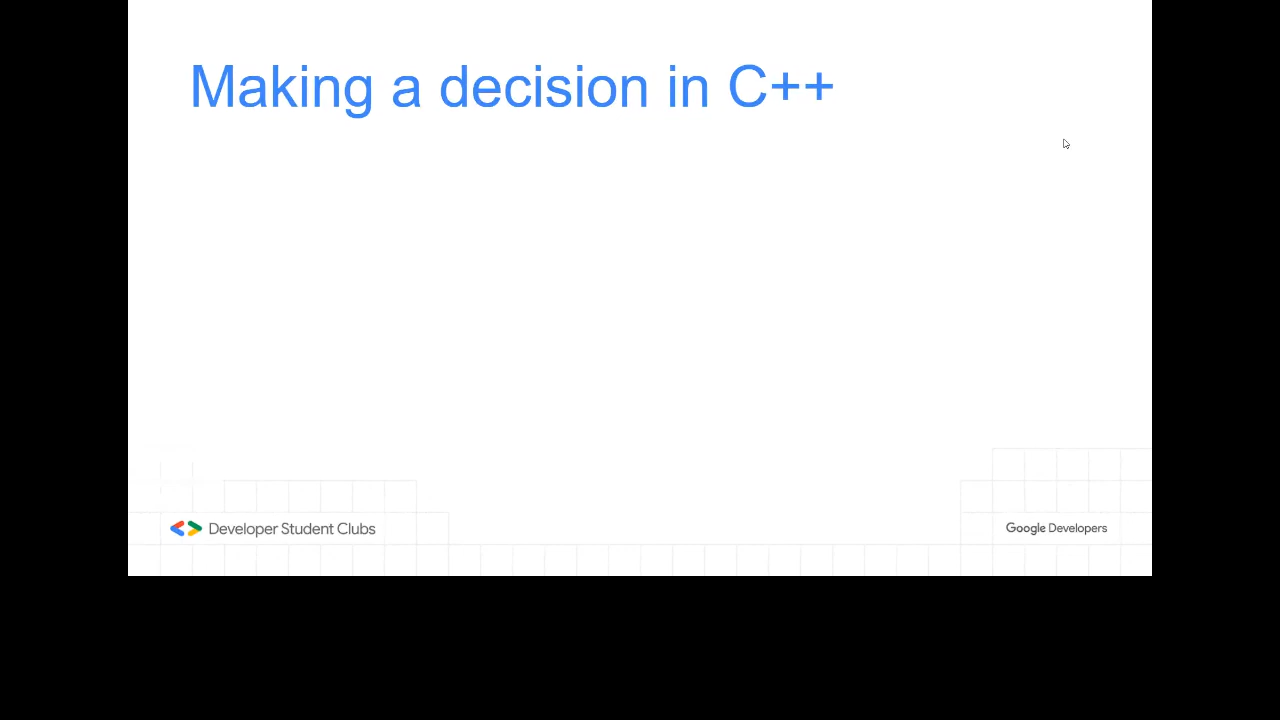 Making a decision in C++
Developer Student Clubs
Google Developers